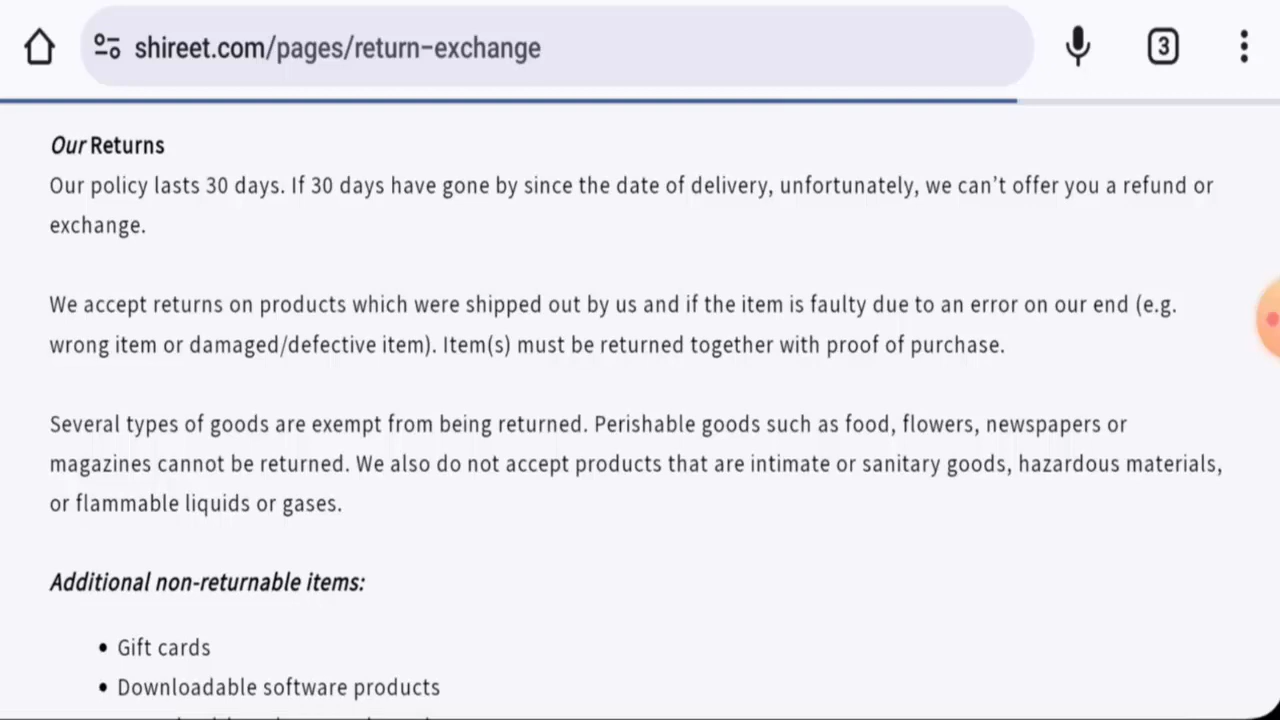 shireet.com/pages/return-exchange
3
Our Returns
Our policy lasts 30 days. If 30 days have gone by since the date of delivery, unfortunately, we can't offer you a refund or
exchange.
We accept returns on products which were shipped out by us and if the item is faulty due to an error on our end (e.g.
wrong item or damaged/defective item). Item(s) must be returned together with proof of purchase.
Several types of goods are exempt from being returned. Perishable goods such as food, flowers, newspapers or
magazines cannot be returned. We also do not accept products that are intimate or sanitary goods, hazardous materials,
or flammable liquids or gases.
Additional non-returnable items:
• Gift cards
• Downloadable software products